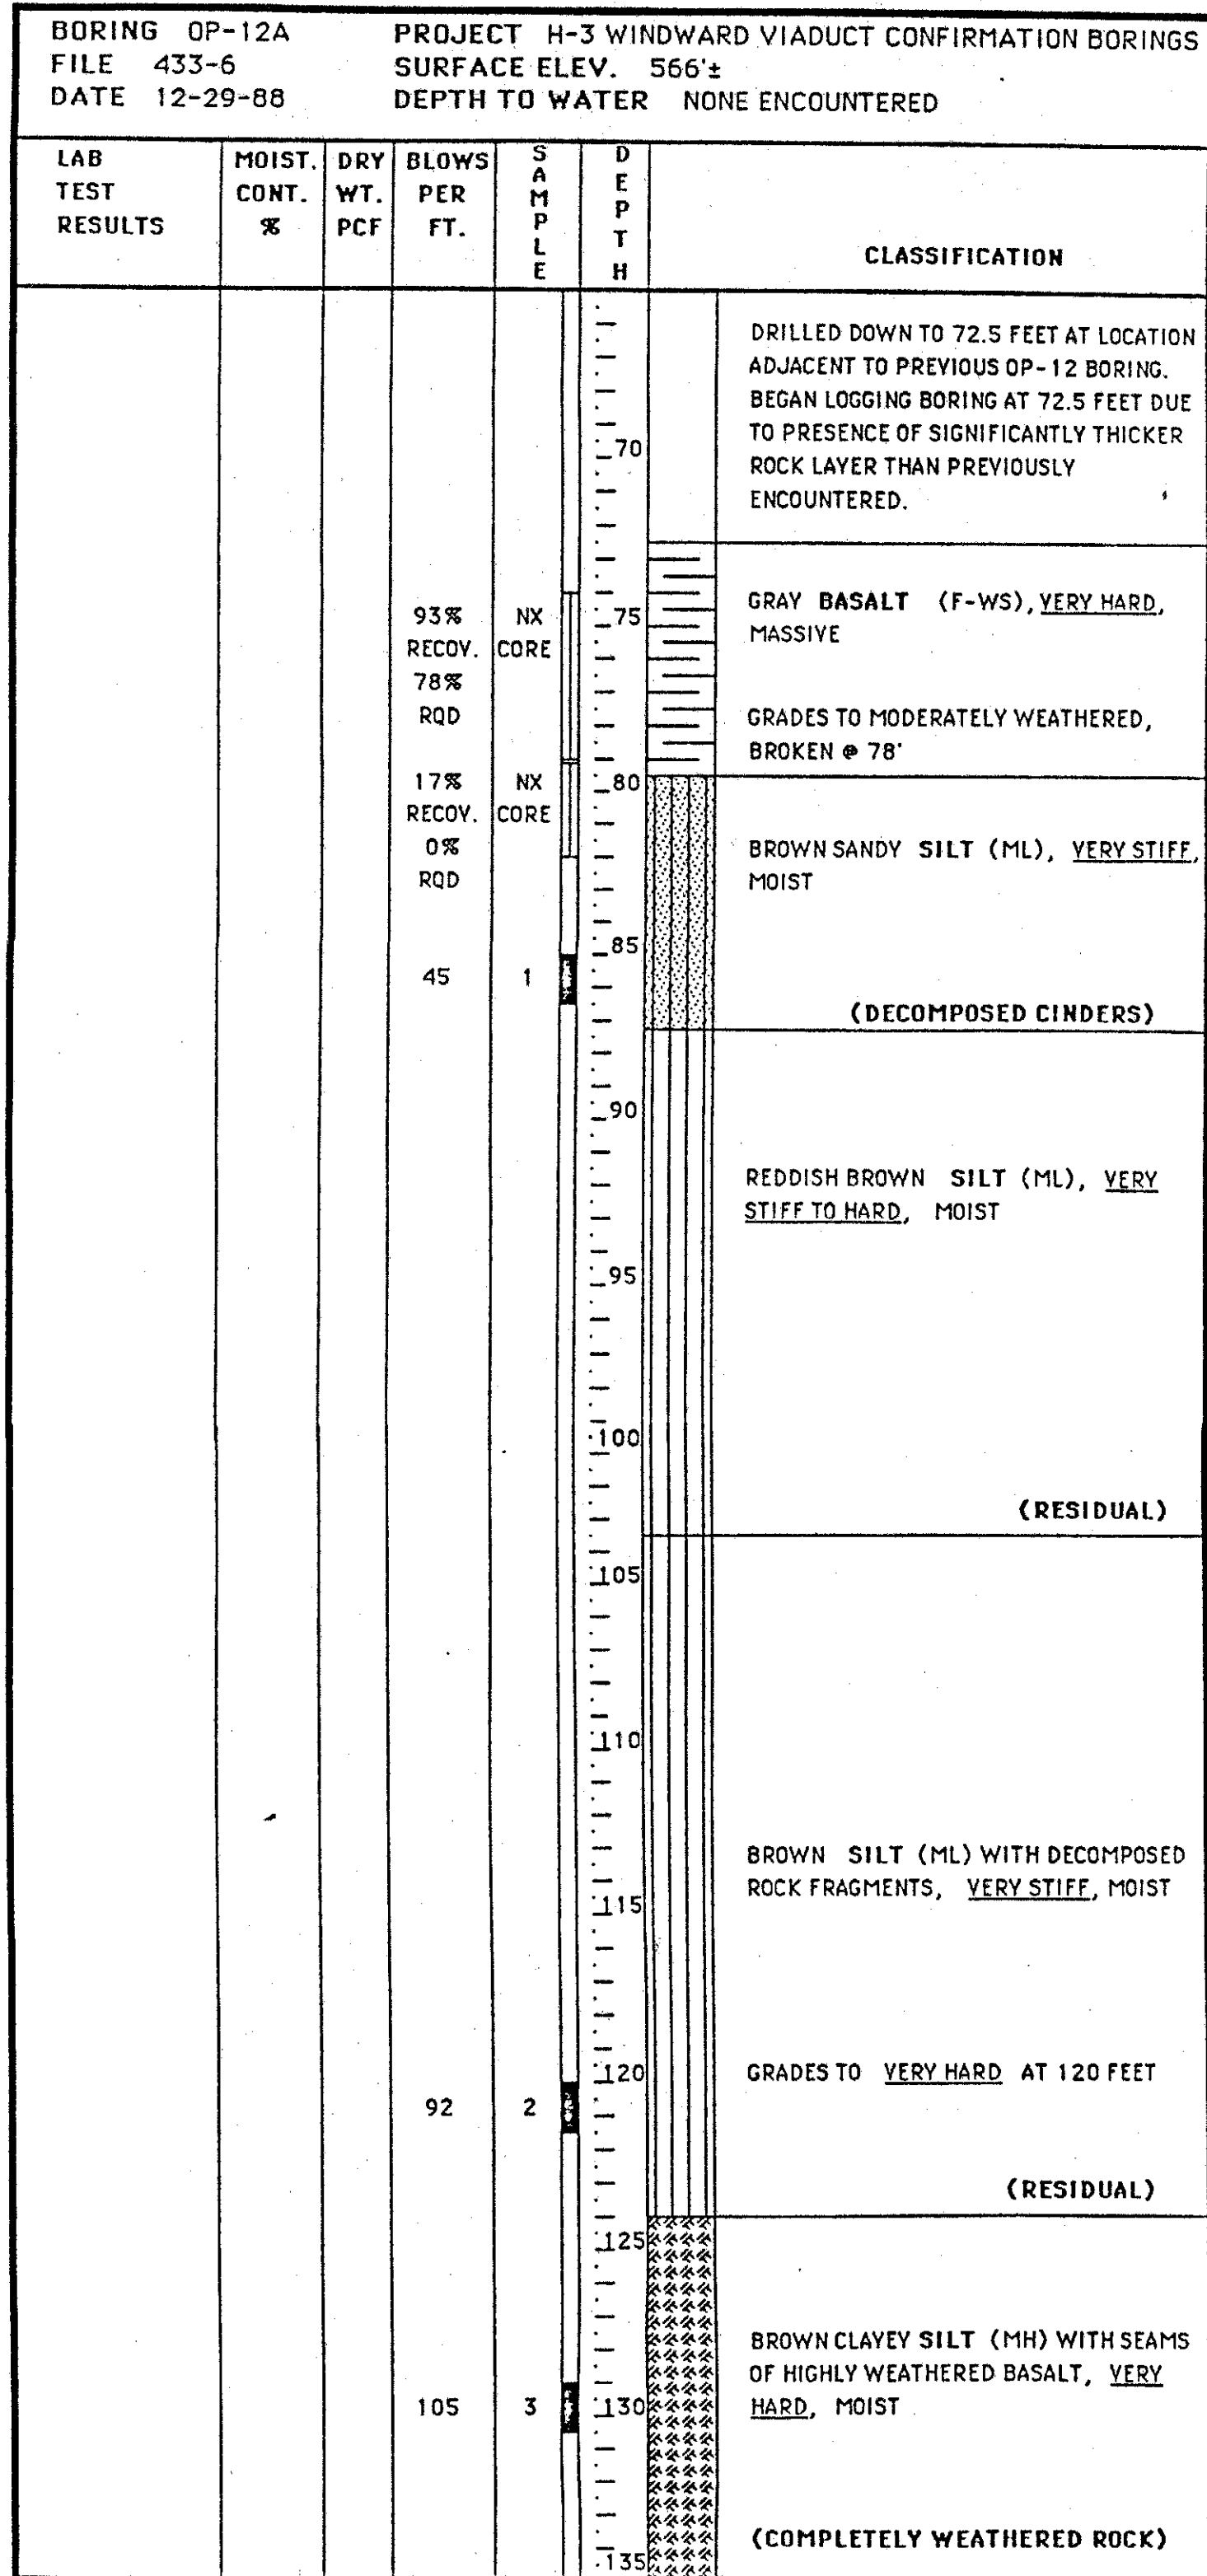 BORING OP-12A PROJECT H-3 WINDWARD VIADUCT CONFIRMATION BORINGS
FILE 433-6 SURFACE ELEV. 566'±
DATE 12-29-88 DEPTH TO WATER NONE ENCOUNTERED
LAB
TEST
RESULTS
MOIST.
CONT.
%
DRY
WT.
PCF
BLOWS
PER
FT.
SAMPLE
DEPTH
CLASSIFICATION
DRILLED DOWN TO 72.5 FEET AT LOCATION
ADJACENT TO PREVIOUS OP-12 BORING.
BEGAN LOGGING BORING AT 72.5 FEET DUE
TO PRESENCE OF SIGNIFICANTLY THICKER
70
ROCK LAYER THAN PREVIOUSLY
ENCOUNTERED.
93% NX 75 GRAY BASALT (F-WS), VERY HARD,
RECOV. CORE MASSIVE
78%
RQD GRADES TO MODERATELY WEATHERED,
BROKEN @ 78'
17% NX 80
RECOV. CORE
0% BROWN SANDY SILT (ML), VERY STIFF,
RQD MOIST
85
45 1
(DECOMPOSED CINDERS)
90
REDDISH BROWN SILT (ML), VERY
STIFF TO HARD, MOIST
95
100
(RESIDUAL)
105
110
BROWN SILT (ML) WITH DECOMPOSED
ROCK FRAGMENTS, VERY STIFF, MOIST
115
120 GRADES TO VERY HARD AT 120 FEET
92 2
(RESIDUAL)
125
BROWN CLAYEY SILT (MH) WITH SEAMS
OF HIGHLY WEATHERED BASALT, VERY
105 3 130 HARD, MOIST
(COMPLETELY WEATHERED ROCK)
135